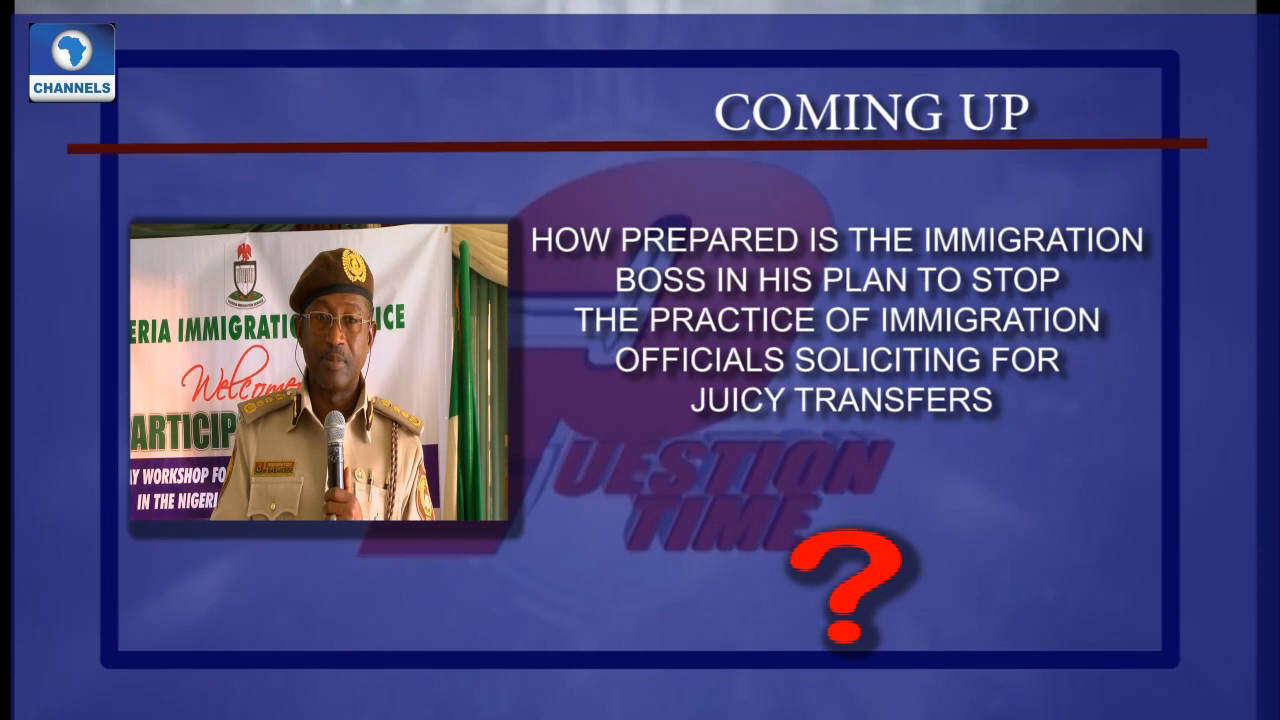 CHANNELS
COMING UP
HOW PREPARED IS THE IMMIGRATION
BOSS IN HIS PLAN TO STOP
THE PRACTICE OF IMMIGRATION
OFFICIALS SOLICITING FOR
JUICY TRANSFERS
?
ERIA IMMIGRATIO ICE
Welcome
ARTICIP
Y WORKSHOP FO
IN THE NIGERI
UESTION
TIME